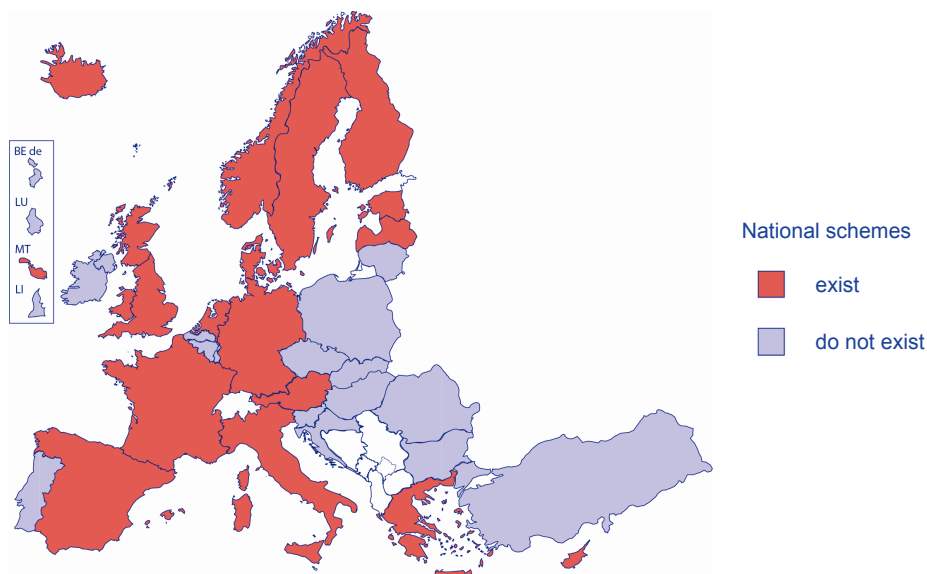 BE de
LU
MT
LI
National schemes
exist
do not exist